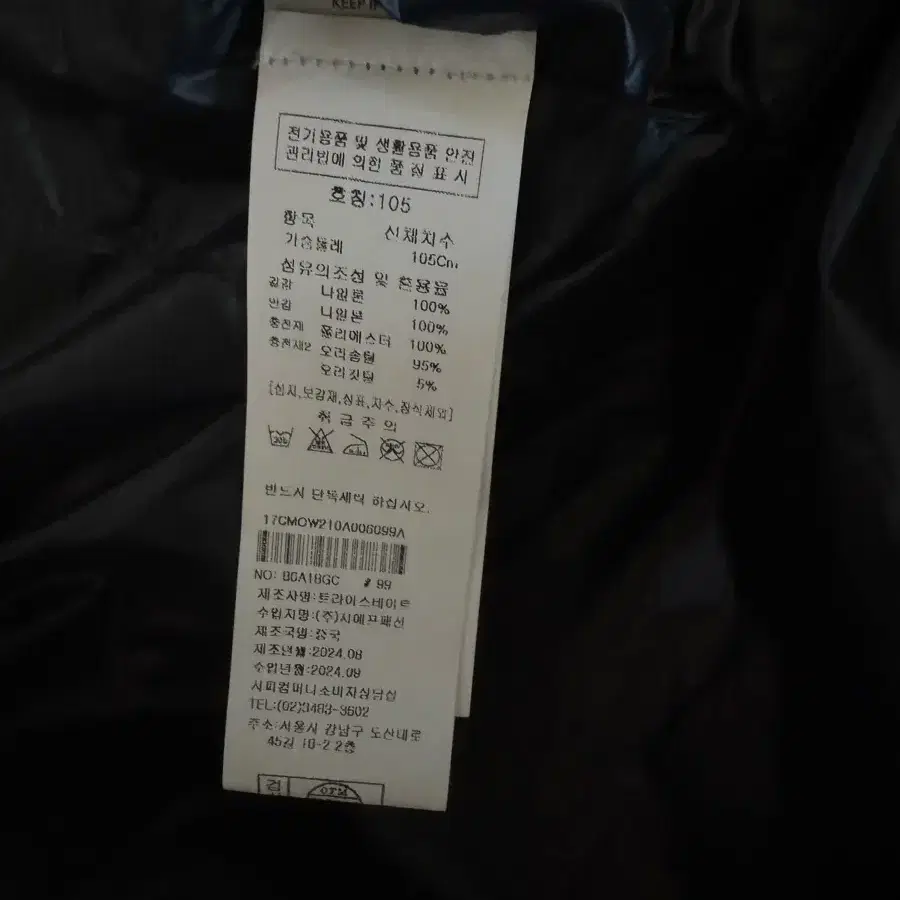 KEEP IT
전기용품 및 생활용품 안전
관리법에 의한 품질 표시
호칭:105
항목 신체치수
가슴둘레 105Cm
섬유의조성 및 혼용율
겉감 나일론 100%
안감 나일론 100%
충전재 폴리에스터 100%
충전재2 오리솜털 95%
오리깃털 5%
[심지,보강재,상표,자수,장식제외]
취급주의
반드시 단독세탁 하십시오.
17CMOW210A006099A
NO: BGA18GC # 99
제조사명:트라이스테이트
수입자명:(주)씨에프패션
제조국명:중국
제조년월:2024.08
수입년월:2024.09
씨피컴퍼니소비자상담실
TEL:(02)3483-3602
주소:서울시 강남구 도산대로
45길 10-2 2층
검